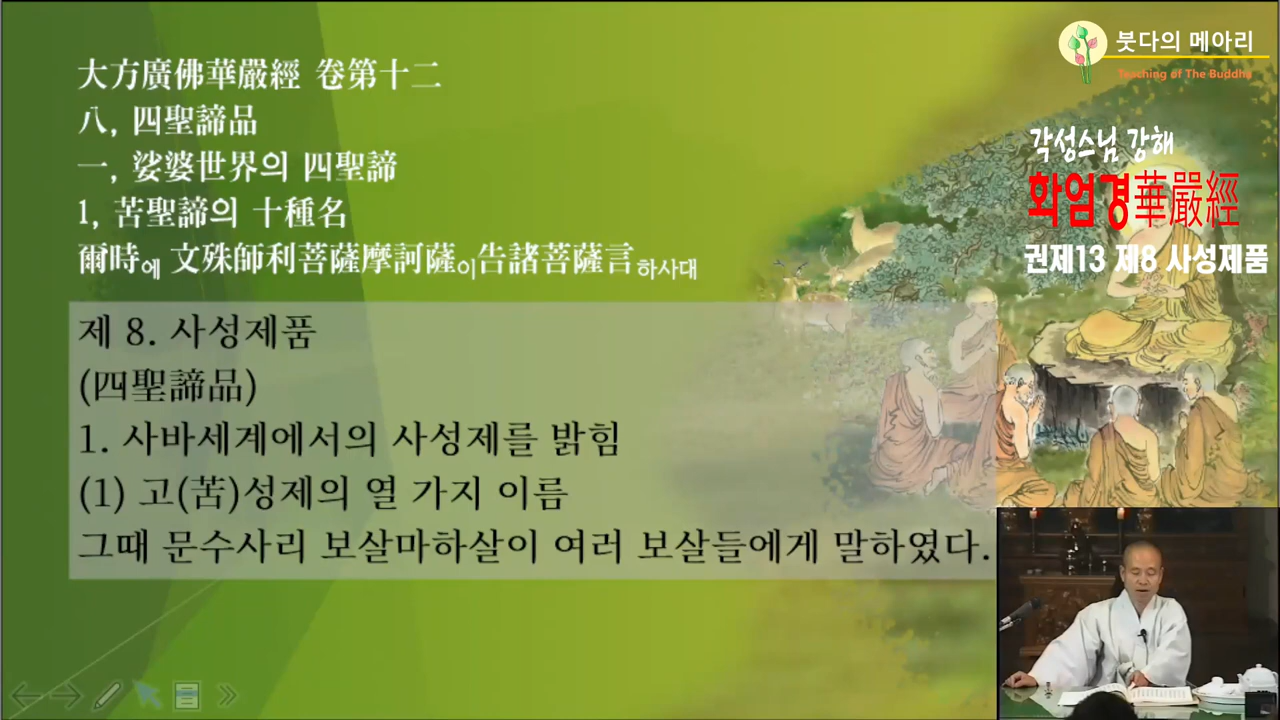 大方廣佛華嚴經 卷第十二
八, 四聖諦品
一, 娑婆世界의 四聖諦
1, 苦聖諦의 十種名
爾時에 文殊師利菩薩摩訶薩이告諸菩薩言하사대
제 8. 사성제품
(四聖諦品)
1. 사바세계에서의 사성제를 밝힘
(1) 고(苦)성제의 열 가지 이름
그때 문수사리 보살마하살이 여러 보살들에게 말하였다.
붓다의 메아리
Teaching of The Buddha
각성스님 강해
화엄경華嚴經
권제13 제8 사성제품